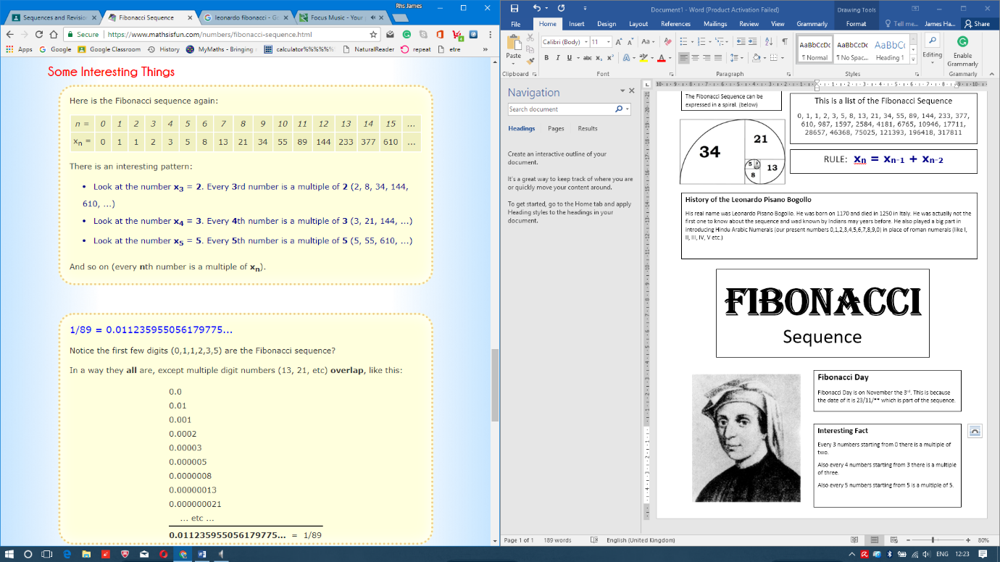 Rhs James
Sequences and Revision
Fibonacci Sequence
leonardo fibonacci - Go
Focus Music - Your
Secure | https://www.mathsisfun.com/numbers/fibonacci-sequence.html
Apps Google Google Classroom History MyMaths - Bringing calculator%%%%%% NaturalReader repeat etre »
Some Interesting Things
Here is the Fibonacci sequence again:
n = 0 1 2 3 4 5 6 7 8 9 10 11 12 13 14 15 ...
xn = 0 1 1 2 3 5 8 13 21 34 55 89 144 233 377 610 ...
There is an interesting pattern:
• Look at the number x3 = 2. Every 3rd number is a multiple of 2 (2, 8, 34, 144,
610, ...)
• Look at the number x4 = 3. Every 4th number is a multiple of 3 (3, 21, 144, ...)
• Look at the number x5 = 5. Every 5th number is a multiple of 5 (5, 55, 610, ...)
And so on (every nth number is a multiple of xn).
1/89 = 0.011235955056179775...
Notice the first few digits (0,1,1,2,3,5) are the Fibonacci sequence?
In a way they all are, except multiple digit numbers (13, 21, etc) overlap, like this:
0.0
0.01
0.001
0.0002
0.00003
0.000005
0.0000008
0.00000013
0.000000021
... etc ...
0.011235955056179775... = 1/89
Document1 - Word (Product Activation Failed)
Drawing Tools
File Home Insert Design Layout References Mailings Review View Grammarly Format Tell me... James Ha... Share
Paste
Calibri (Body) 11
B I U abc x₂ x²
AaBbCcDc AaBbCcDc AaBbCc
¶ Normal ¶ No Spac... Heading 1
Editing
Enable
Grammarly
Clipboard Font Paragraph Styles Grammarly
Navigation
Search document
Headings Pages Results
Create an interactive outline of your
document.
It's a great way to keep track of where you are
or quickly move your content around.
To get started, go to the Home tab and apply
Heading styles to the headings in your
document.
The Fibonacci Sequence can be
expressed in a spiral. (below)
34
21
13
8
5
This is a list of the Fibonacci Sequence
0, 1, 1, 2, 3, 5, 8, 13, 21, 34, 55, 89, 144, 233, 377,
610, 987, 1597, 2584, 4181, 6765, 10946, 17711,
28657, 46368, 75025, 121393, 196418, 317811
RULE: xn = xn-1 + xn-2
History of the Leonardo Pisano Bogollo
His real name was Leonardo Pisano Bogollo. He was born on 1170 and died in 1250 in Italy. He was actually not the
first one to know about the sequence and wad known by Indians may years before. He also played a big part in
introducing Hindu Arabic Numerals (our present numbers 0,1,2,3,4,5,6,7,8,9,0) in place of roman numerals (like I,
II, III, IV, V etc.)
FIBONACCI
Sequence
Fibonacci Day
Fibonacci Day is on November the 3rd. This is because
the date of it is 23/11/** which is part of the sequence.
Interesting Fact
Every 3 numbers starting from 0 there is a multiple of
two.
Also every 4 numbers starting from 3 there is a multiple
of three.
Also every 5 numbers starting from 5 is a multiple of 5.
Page 1 of 1 189 words English (United Kingdom) 80%
ENG 12:23